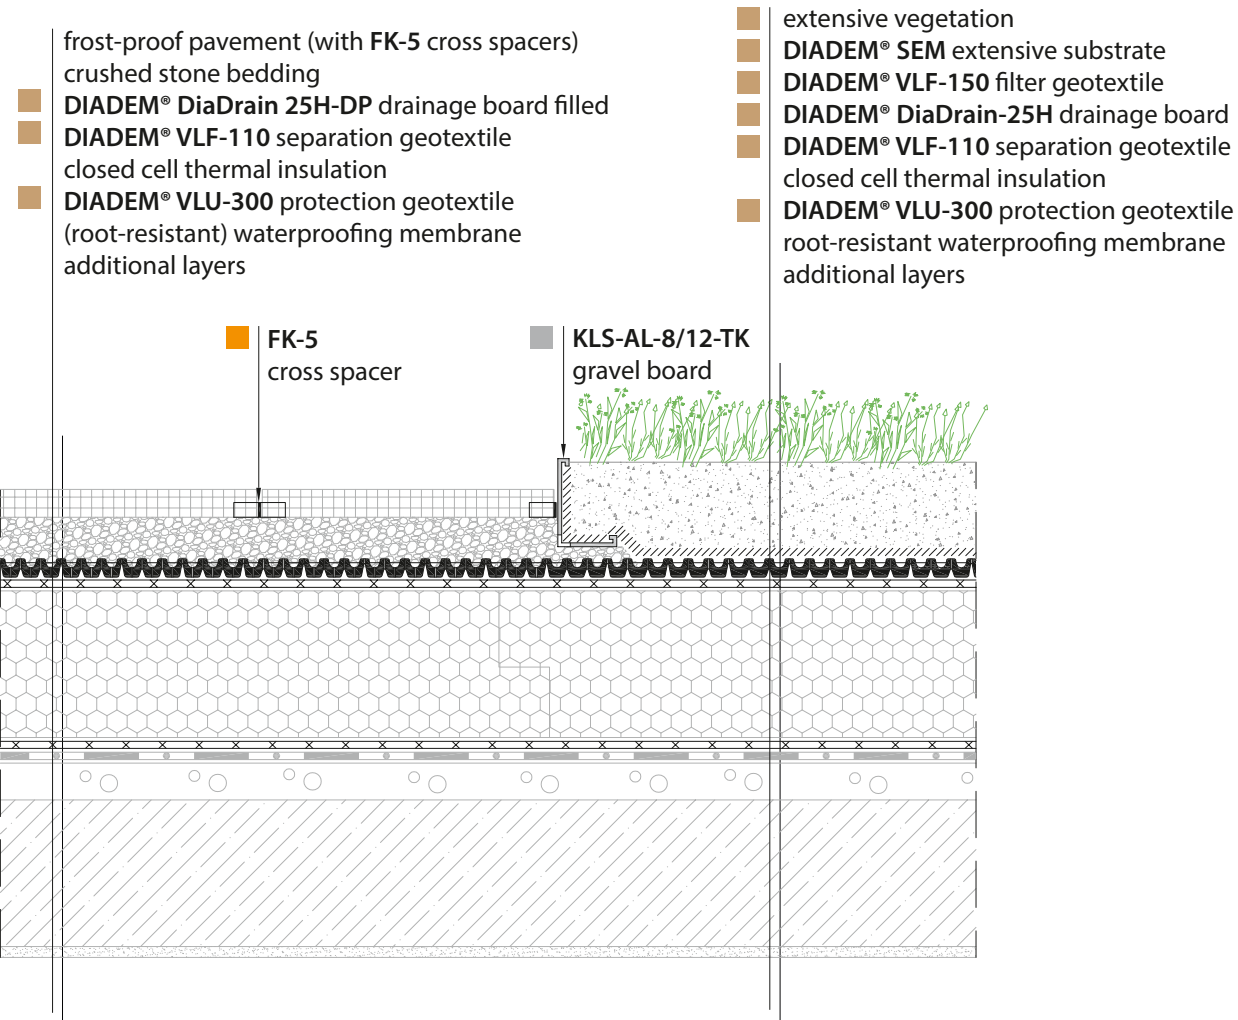 frost-proof pavement (with FK-5 cross spacers)
crushed stone bedding
DIADEM® DiaDrain 25H-DP drainage board filled
DIADEM® VLF-110 separation geotextile
closed cell thermal insulation
DIADEM® VLU-300 protection geotextile
(root-resistant) waterproofing membrane
additional layers
extensive vegetation
DIADEM® SEM extensive substrate
DIADEM® VLF-150 filter geotextile
DIADEM® DiaDrain-25H drainage board
DIADEM® VLF-110 separation geotextile
closed cell thermal insulation
DIADEM® VLU-300 protection geotextile
root-resistant waterproofing membrane
additional layers
FK-5
cross spacer
KLS-AL-8/12-TK
gravel board